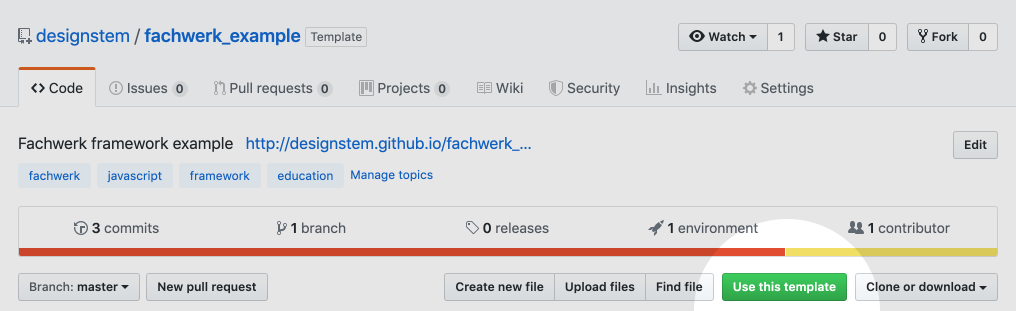 designstem / fachwerk_example Template Watch 1 Star 0 Fork 0
Code Issues 0 Pull requests 0 Projects 0 Wiki Security Insights Settings
Fachwerk framework example http://designstem.github.io/fachwerk_... Edit
fachwerk javascript framework education Manage topics
3 commits 1 branch 0 releases 1 environment 1 contributor
Branch: master New pull request Create new file Upload files Find file Use this template Clone or download